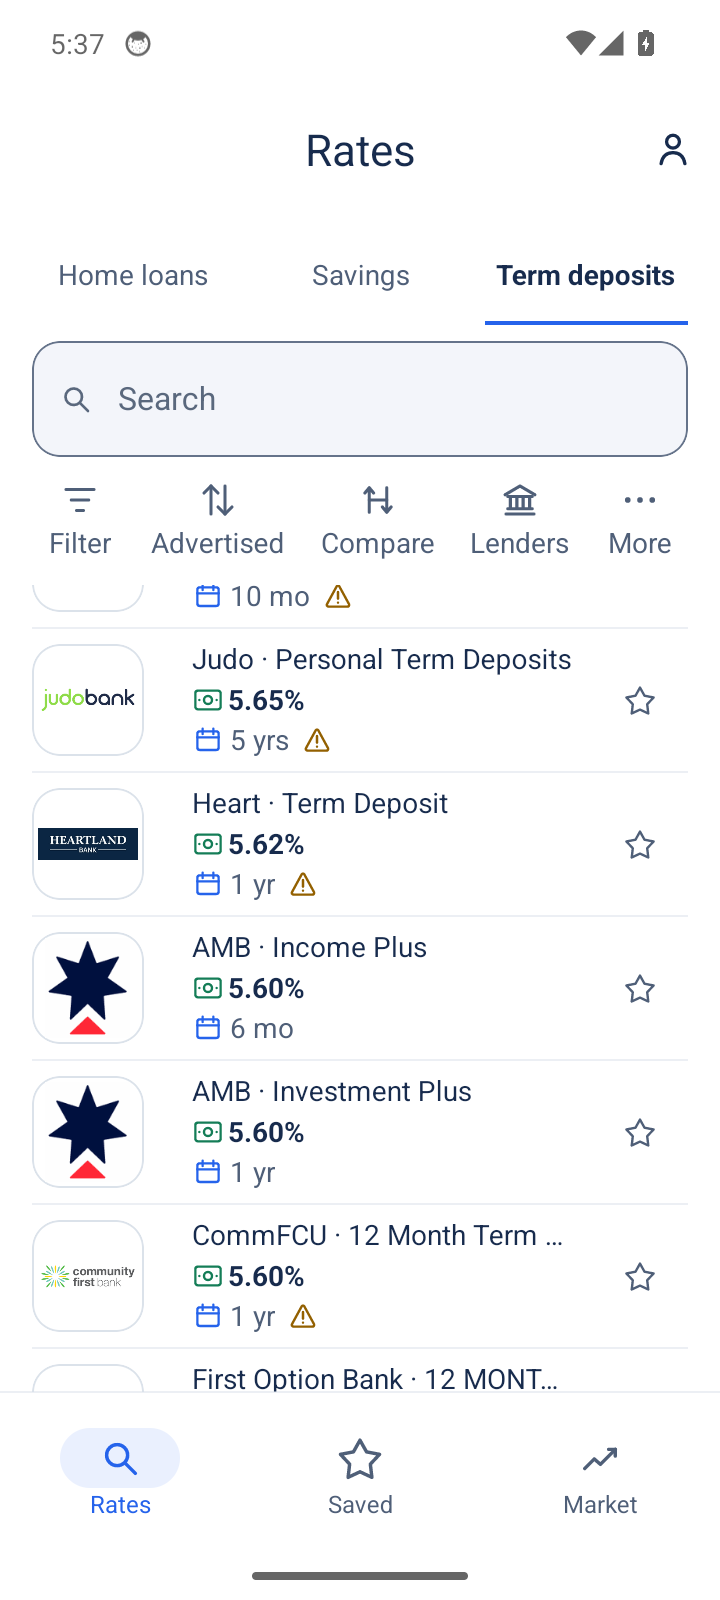 5:37
Rates
Home loans
Savings
Term deposits
Search
Filter
Advertised
Compare
Lenders
More
10 mo
judobank
Judo · Personal Term Deposits
5.65%
5 yrs
HEARTLAND
BANK
Heart · Term Deposit
5.62%
1 yr
AMB · Income Plus
5.60%
6 mo
AMB · Investment Plus
5.60%
1 yr
community
first bank
CommFCU · 12 Month Term ...
5.60%
1 yr
First Option Bank · 12 MONT...
Rates
Saved
Market